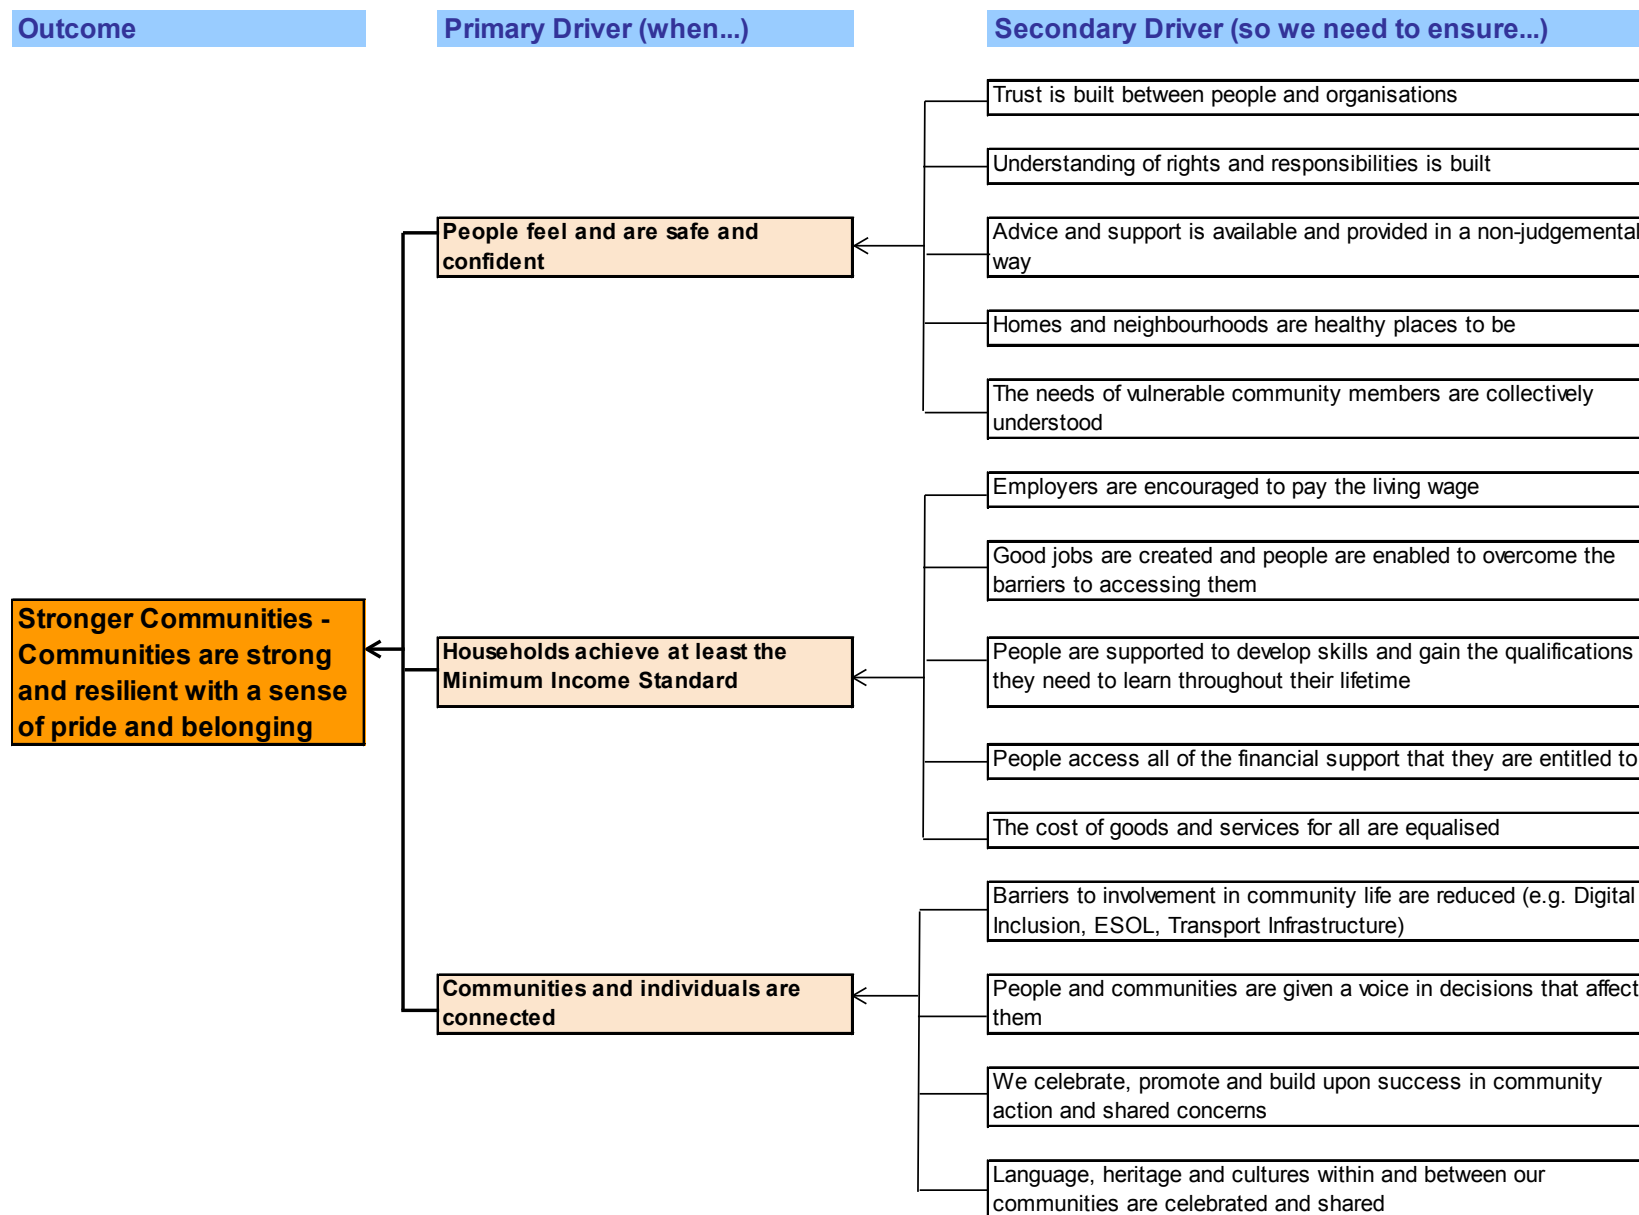 Outcome
Primary Driver (when...)
Secondary Driver (so we need to ensure...)
Stronger Communities -
Communities are strong
and resilient with a sense
of pride and belonging
People feel and are safe and
confident
Trust is built between people and organisations
Understanding of rights and responsibilities is built
Advice and support is available and provided in a non-judgemental
way
Homes and neighbourhoods are healthy places to be
The needs of vulnerable community members are collectively
understood
Households achieve at least the
Minimum Income Standard
Employers are encouraged to pay the living wage
Good jobs are created and people are enabled to overcome the
barriers to accessing them
People are supported to develop skills and gain the qualifications
they need to learn throughout their lifetime
People access all of the financial support that they are entitled to
The cost of goods and services for all are equalised
Communities and individuals are
connected
Barriers to involvement in community life are reduced (e.g. Digital
Inclusion, ESOL, Transport Infrastructure)
People and communities are given a voice in decisions that affect
them
We celebrate, promote and build upon success in community
action and shared concerns
Language, heritage and cultures within and between our
communities are celebrated and shared